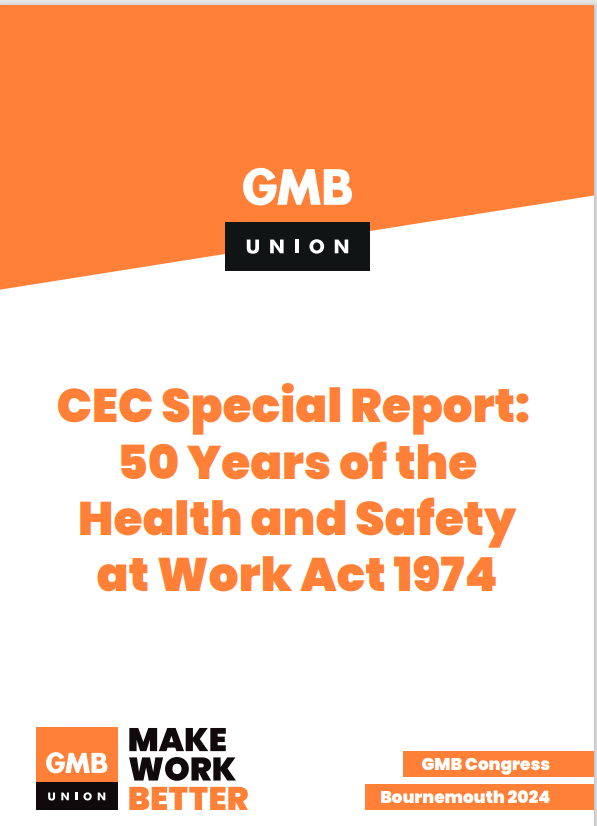 GMB
UNION
CEC Special Report:
50 Years of the
Health and Safety
at Work Act 1974
GMB
UNION
MAKE
WORK
BETTER
GMB Congress
Bournemouth 2024